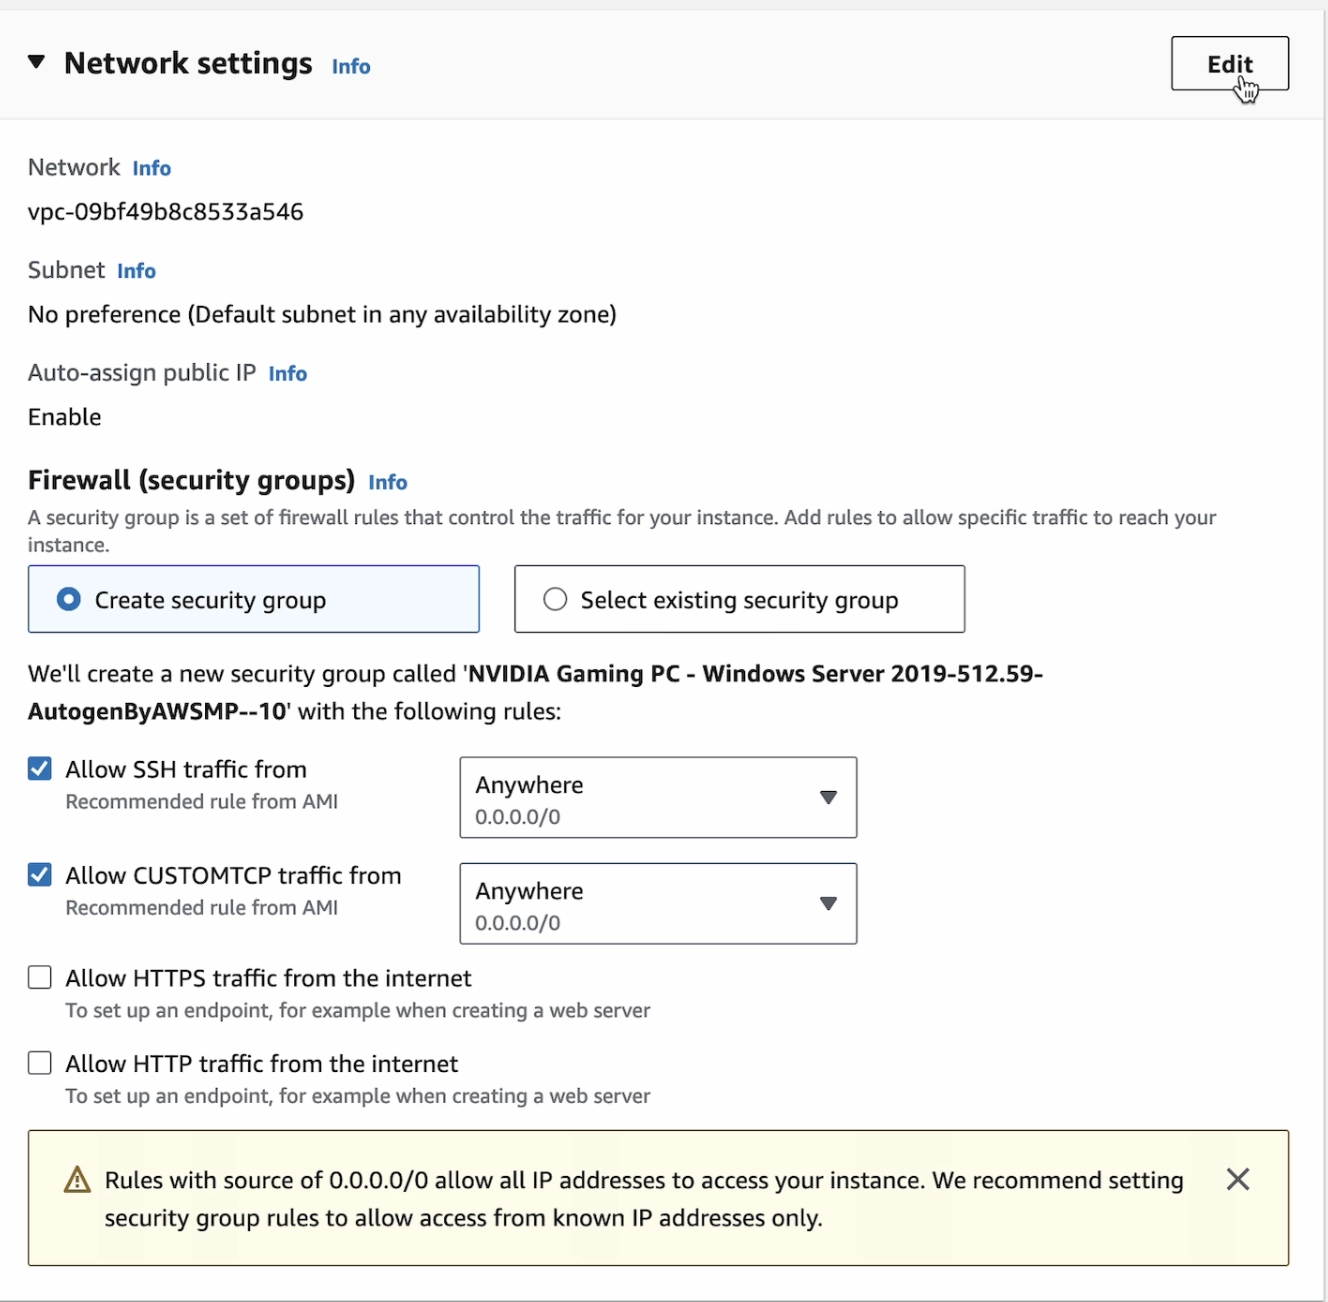 Network settings Info
Edit
Network Info
vpc-09bf49b8c8533a546
Subnet Info
No preference (Default subnet in any availability zone)
Auto-assign public IP Info
Enable
Firewall (security groups) Info
A security group is a set of firewall rules that control the traffic for your instance. Add rules to allow specific traffic to reach your
instance.
Create security group
Select existing security group
We'll create a new security group called 'NVIDIA Gaming PC - Windows Server 2019-512.59-
AutogenByAWSMP--10' with the following rules:
Allow SSH traffic from
Recommended rule from AMI
Anywhere
0.0.0.0/0
Allow CUSTOMTCP traffic from
Recommended rule from AMI
Anywhere
0.0.0.0/0
Allow HTTPS traffic from the internet
To set up an endpoint, for example when creating a web server
Allow HTTP traffic from the internet
To set up an endpoint, for example when creating a web server
Rules with source of 0.0.0.0/0 allow all IP addresses to access your instance. We recommend setting
security group rules to allow access from known IP addresses only.